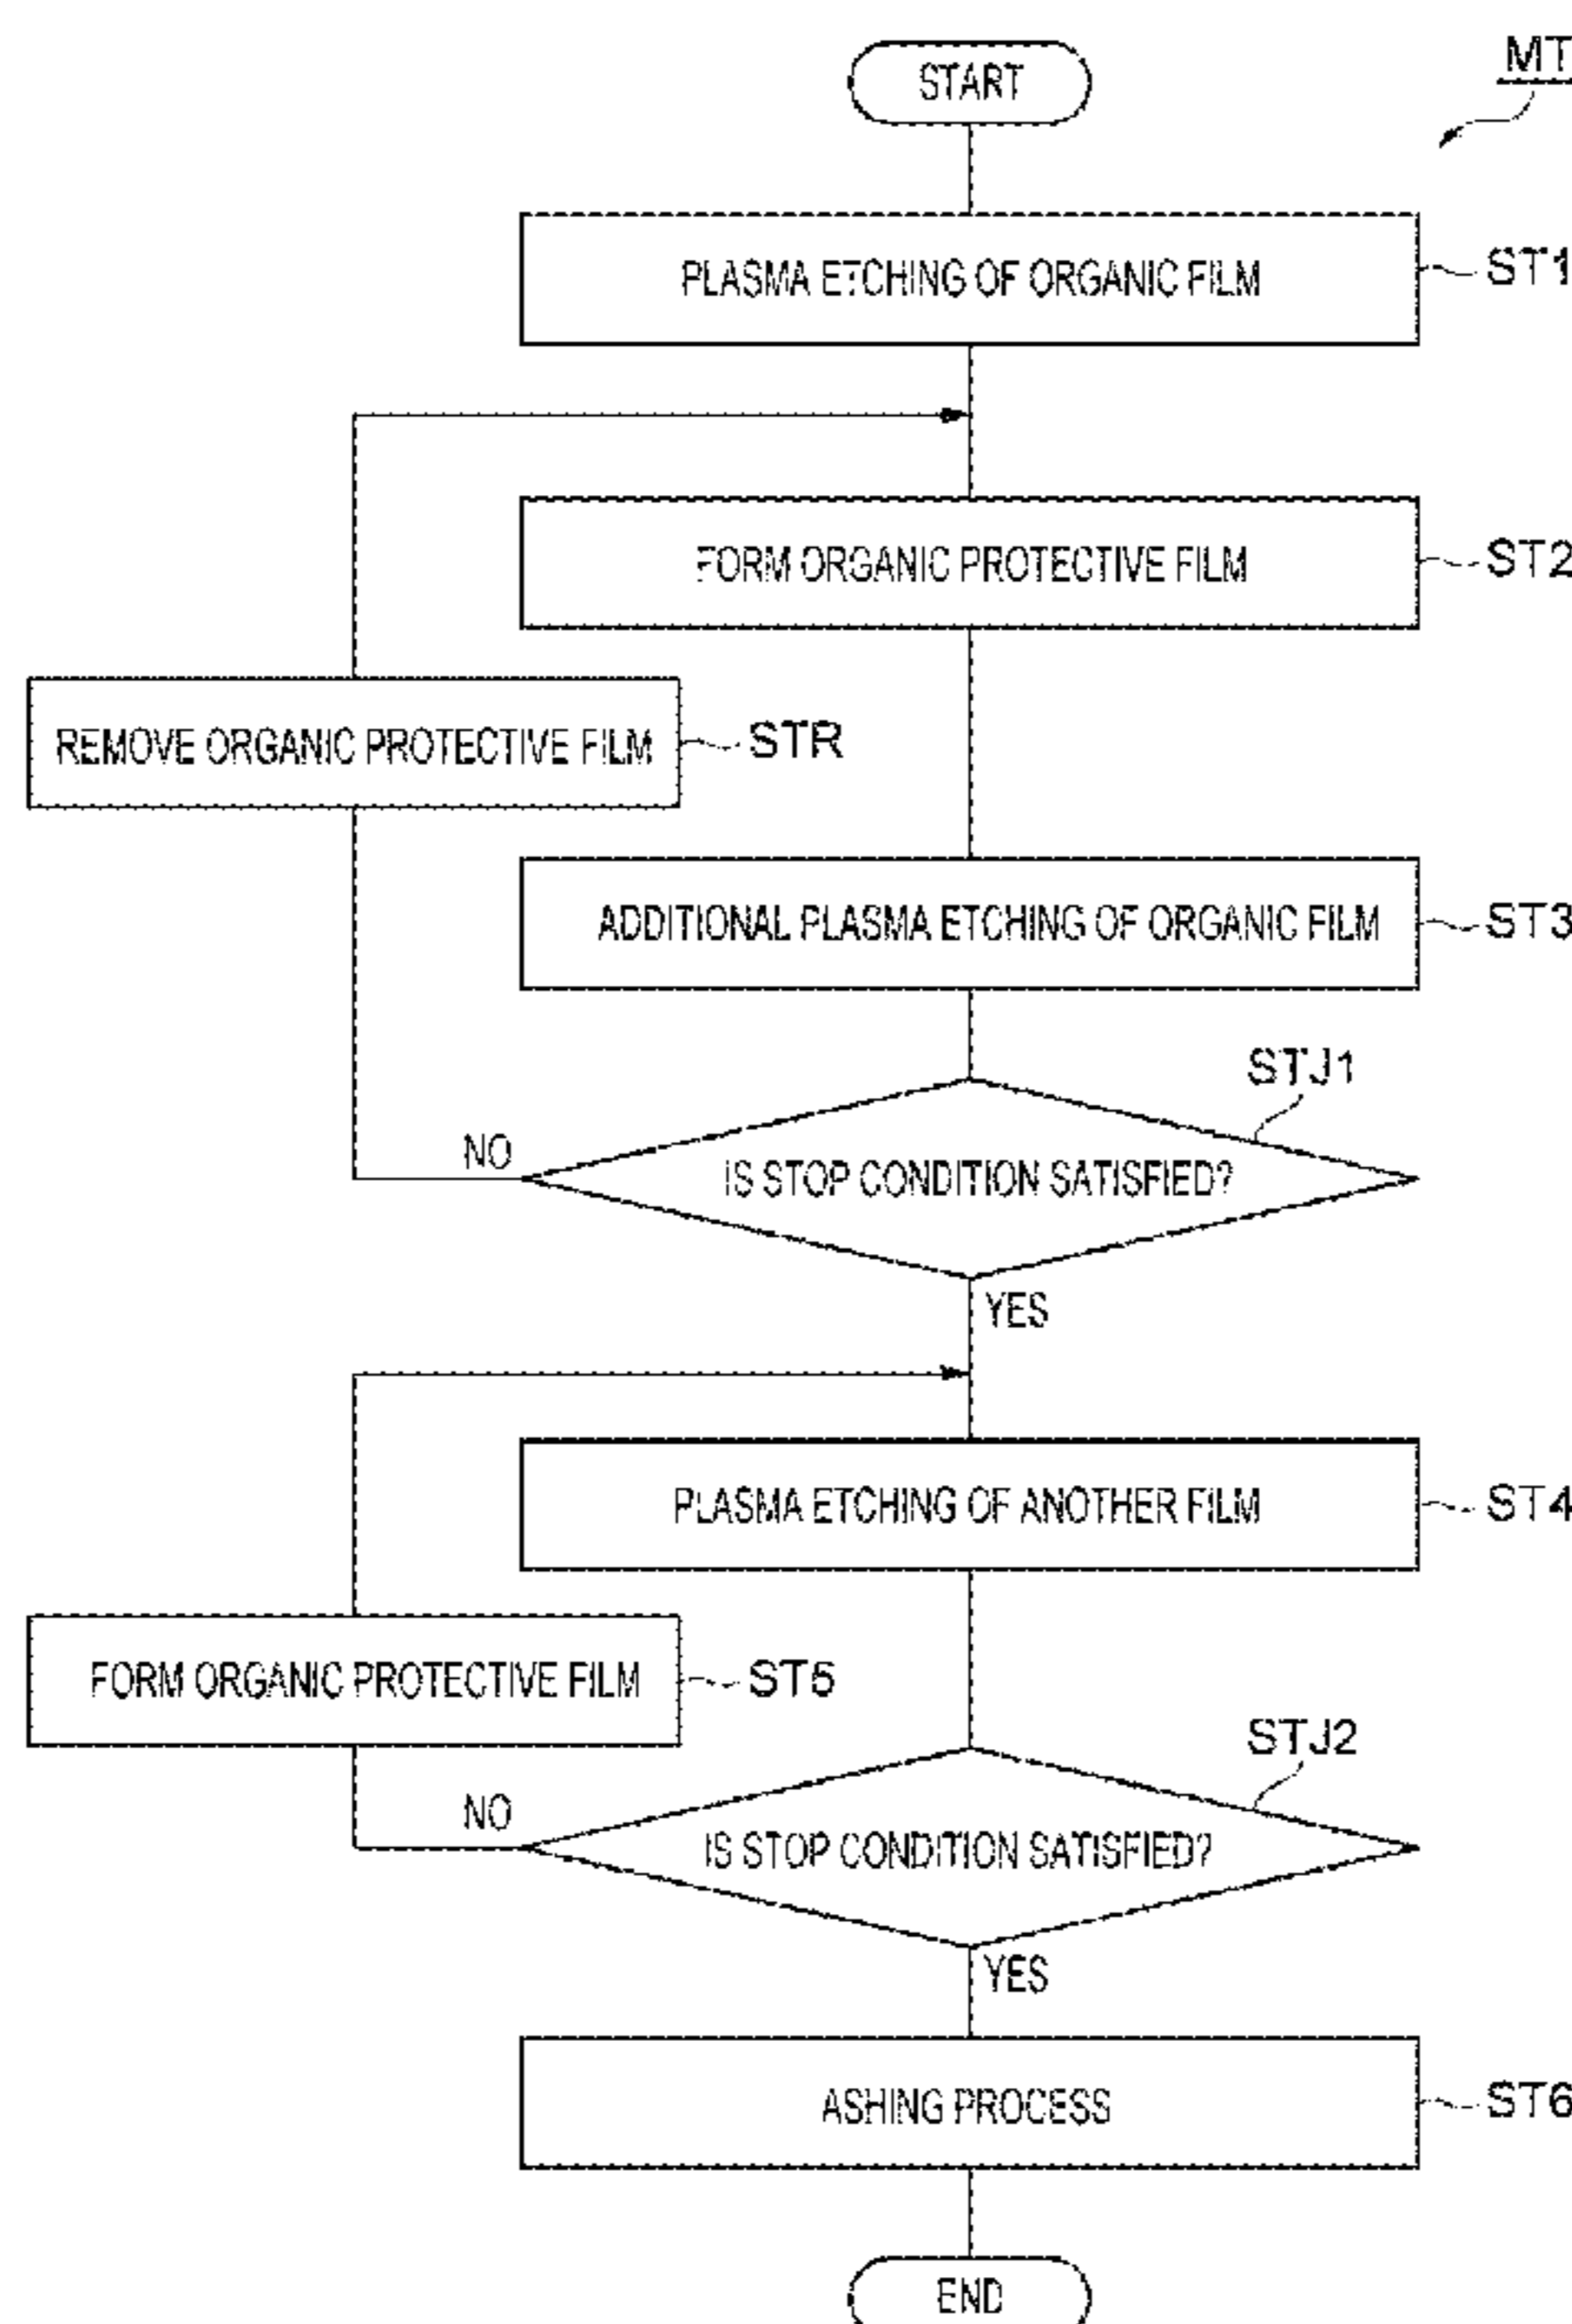 MT
START
PLASMA ETCHING OF ORGANIC FILM
ST1
FORM ORGANIC PROTECTIVE FILM
ST2
REMOVE ORGANIC PROTECTIVE FILM
STR
ADDITIONAL PLASMA ETCHING OF ORGANIC FILM
ST3
STJ1
NO
IS STOP CONDITION SATISFIED?
YES
PLASMA ETCHING OF ANOTHER FILM
ST4
FORM ORGANIC PROTECTIVE FILM
ST5
STJ2
NO
IS STOP CONDITION SATISFIED?
YES
ASHING PROCESS
ST6
END